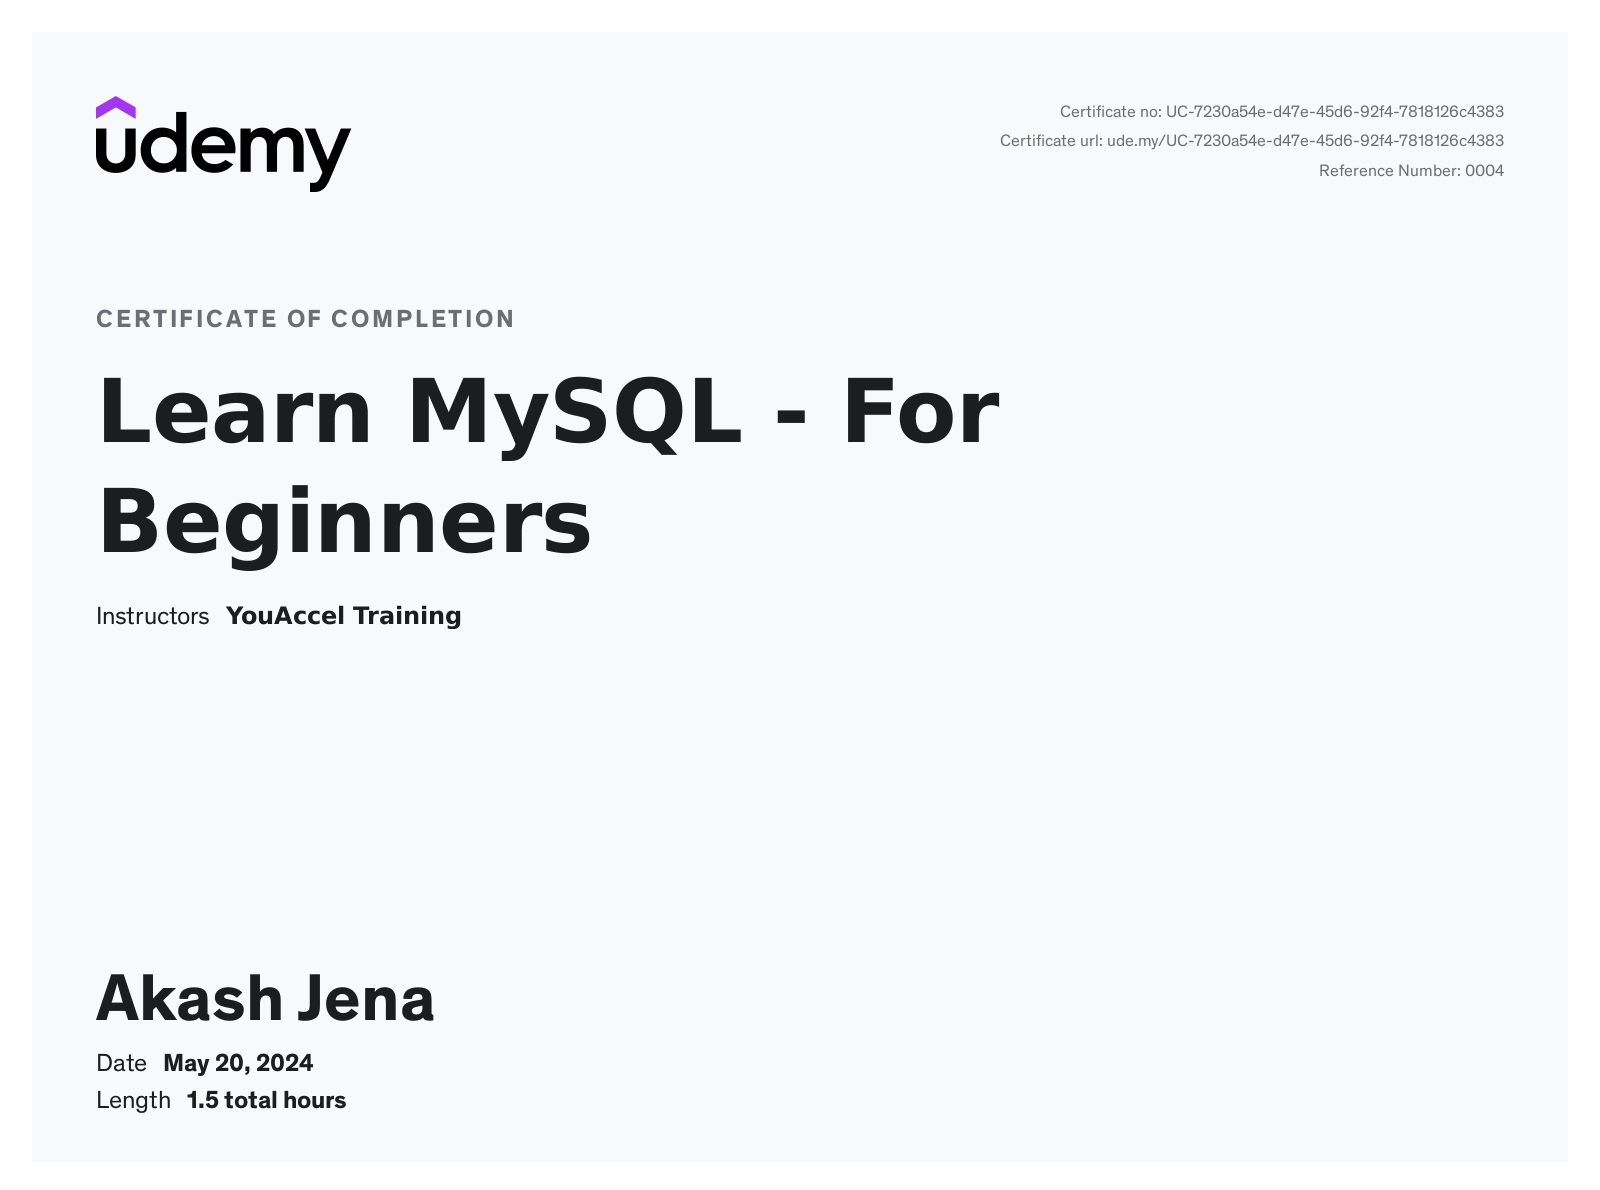 udemy
Certificate no: UC-7230a54e-d47e-45d6-92f4-7818126c4383
Certificate url: ude.my/UC-7230a54e-d47e-45d6-92f4-7818126c4383
Reference Number: 0004
CERTIFICATE OF COMPLETION
Learn MySQL - For
Beginners
Instructors YouAccel Training
Akash Jena
Date May 20, 2024
Length 1.5 total hours